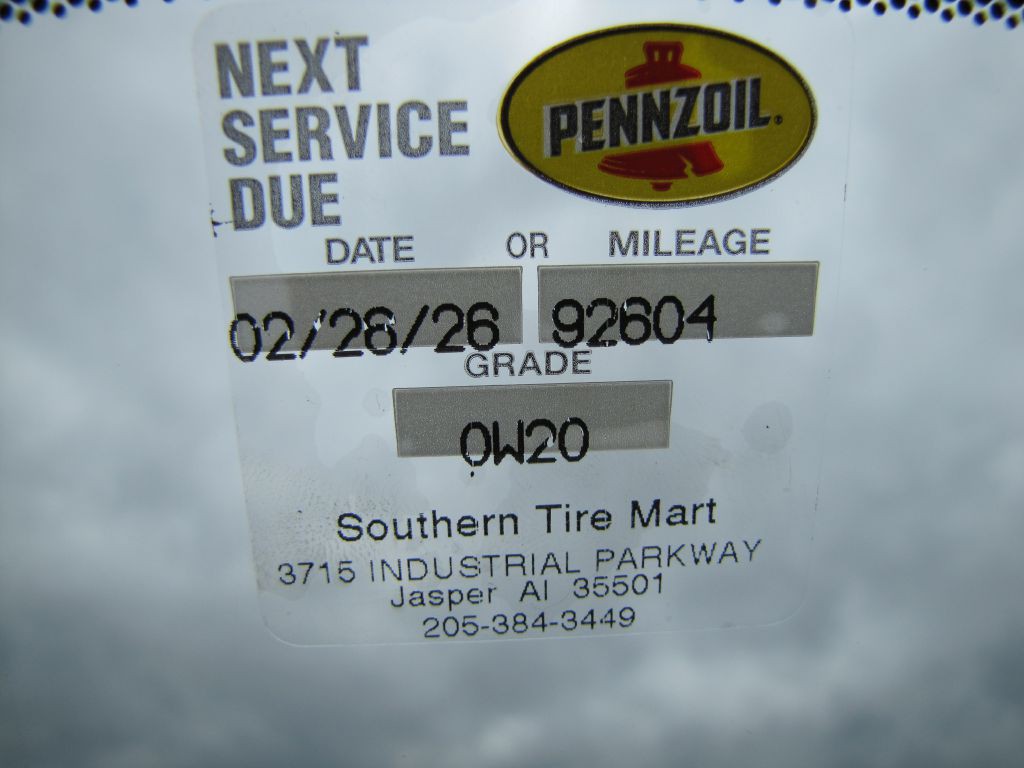 NEXT
SERVICE
DUE
PENNZOIL®
DATE OR MILEAGE
02/28/26 92604
GRADE
0W20
Southern Tire Mart
3715 INDUSTRIAL PARKWAY
Jasper Al 35501
205-384-3449